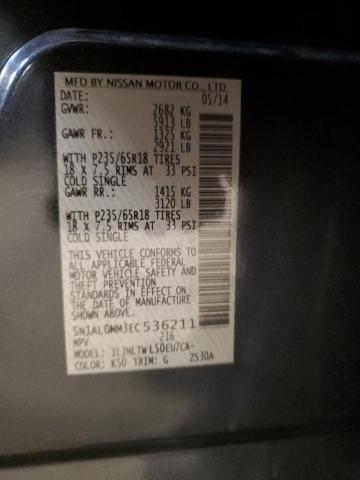 MFD BY NISSAN MOTOR CO., LTD.
DATE: 05/14
GVWR: 2682 KG
5913 LB
GAWR FR.: 1325 KG
2921 LB
WITH P235/65R18 TIRES
18 X 7.5 RIMS AT 33 PSI
COLD SINGLE
GAWR RR.: 1415 KG
3120 LB
WITH P235/65R18 TIRES
18 X 7.5 RIMS AT 33 PSI
COLD SINGLE
THIS VEHICLE CONFORMS TO
ALL APPLICABLE FEDERAL
MOTOR VEHICLE SAFETY AND
THEFT PREVENTION
STANDARDS IN EFFECT ON
THE DATE OF MANUFACTURE
SHOWN ABOVE.
5N1AL0MM3EC536211
MPV 216
MODEL: JLJNLTWL50EU7CA-
COLOR: K50 TRIM: G ZS30A